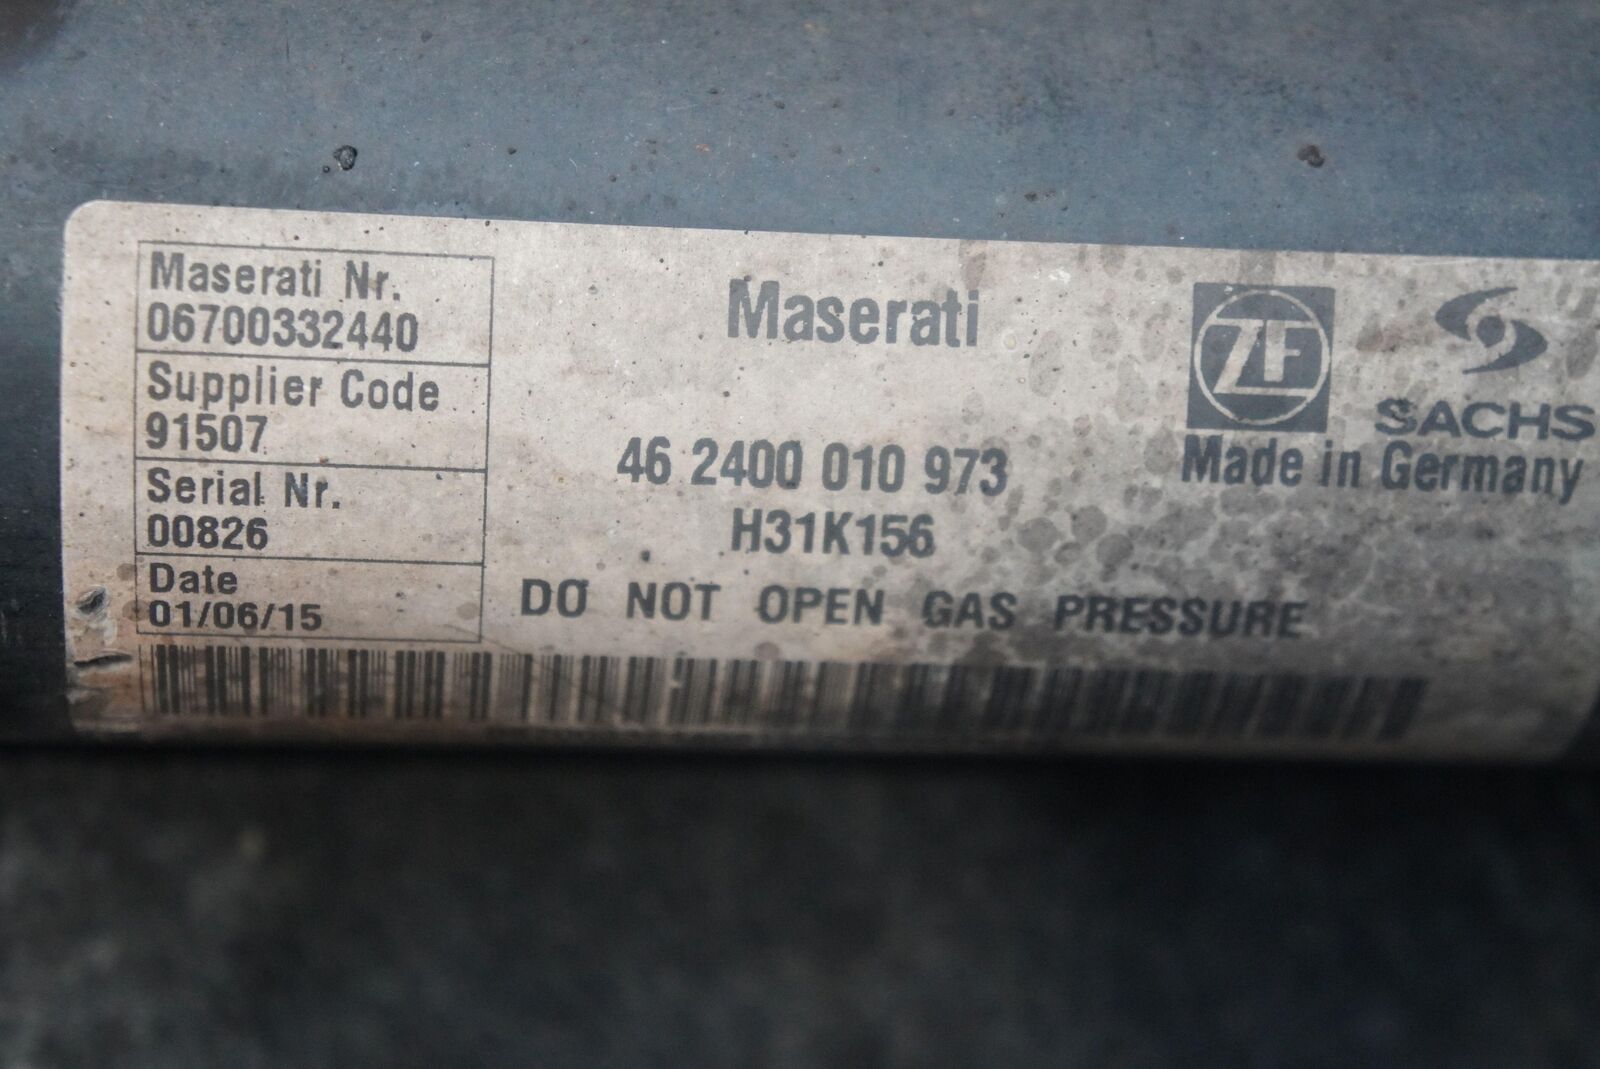 Maserati Nr.
06700332440
Supplier Code
91507
Serial Nr.
00826
Date
01/06/15
Maserati
46 2400 010 973
H31K156
DO NOT OPEN GAS PRESSURE
ZF
SACHS
Made in Germany